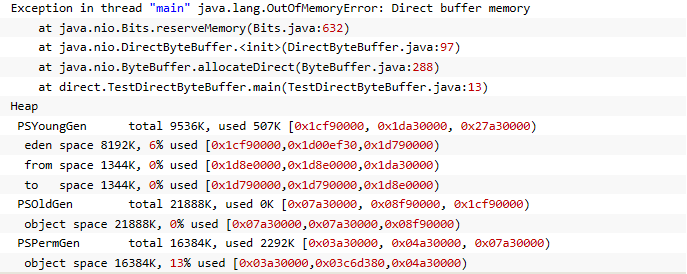 Exception in thread "main" java.lang.OutOfMemoryError: Direct buffer memory
at java.nio.Bits.reserveMemory(Bits.java:632)
at java.nio.DirectByteBuffer.<init>(DirectByteBuffer.java:97)
at java.nio.ByteBuffer.allocateDirect(ByteBuffer.java:288)
at direct.TestDirectByteBuffer.main(TestDirectByteBuffer.java:13)
Heap
PSYoungGen total 9536K, used 507K [0x1cf90000, 0x1da30000, 0x27a30000)
eden space 8192K, 6% used [0x1cf90000,0x1d00ef30,0x1d790000)
from space 1344K, 0% used [0x1d8e0000,0x1d8e0000,0x1da30000)
to space 1344K, 0% used [0x1d790000,0x1d790000,0x1d8e0000)
PSOldGen total 21888K, used 0K [0x07a30000, 0x08f90000, 0x1cf90000)
object space 21888K, 0% used [0x07a30000,0x07a30000,0x08f90000)
PSPermGen total 16384K, used 2292K [0x03a30000, 0x04a30000, 0x07a30000)
object space 16384K, 13% used [0x03a30000,0x03c6d380,0x04a30000)